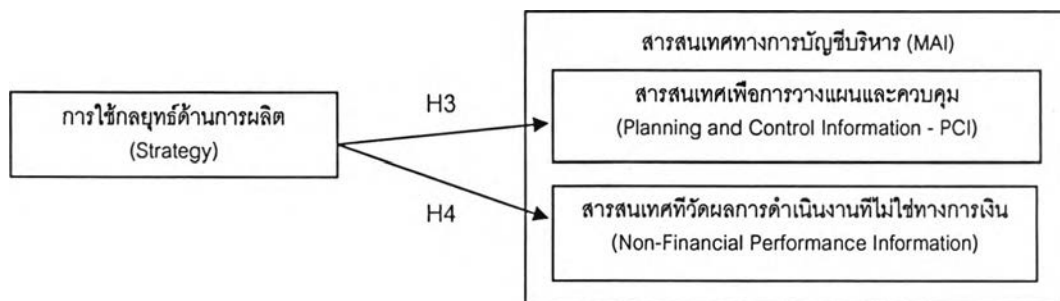 สารสนเทศทางการบัญชีบริหาร (MAI)
การใช้กลยุทธ์ด้านการผลิต
(Strategy)
H3
สารสนเทศเพื่อการวางแผนและควบคุม
(Planning and Control Information - PCI)
H4
สารสนเทศที่วัดผลการดำเนินงานที่ไม่ใช่ทางการเงิน
(Non-Financial Performance Information)